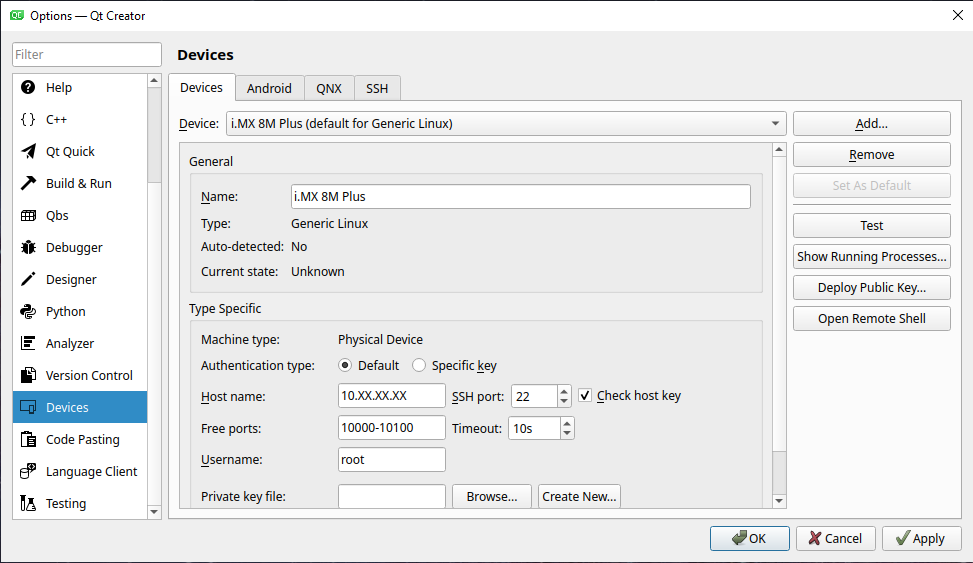 Options — Qt Creator
Filter
Help
C++
Qt Quick
Build & Run
Qbs
Debugger
Designer
Python
Analyzer
Version Control
Devices
Code Pasting
Language Client
Testing
Devices
Devices Android QNX SSH
Device: i.MX 8M Plus (default for Generic Linux)
General
Name: i.MX 8M Plus
Type: Generic Linux
Auto-detected: No
Current state: Unknown
Type Specific
Machine type: Physical Device
Authentication type: Default Specific key
Host name: 10.XX.XX.XX SSH port: 22 Check host key
Free ports: 10000-10100 Timeout: 10s
Username: root
Private key file: Browse... Create New...
Add...
Remove
Set As Default
Test
Show Running Processes...
Deploy Public Key...
Open Remote Shell
OK Cancel Apply